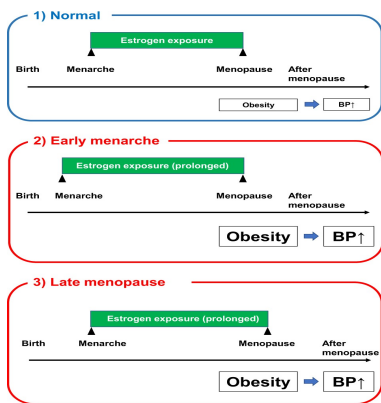 1) Normal
Estrogen exposure
Birth Menarche Menopause After
menopause
Obesity BP↑
2) Early menarche
Estrogen exposure (prolonged)
Birth Menarche Menopause After
menopause
Obesity BP↑
3) Late menopause
Estrogen exposure (prolonged)
Birth Menarche Menopause After
menopause
Obesity BP↑